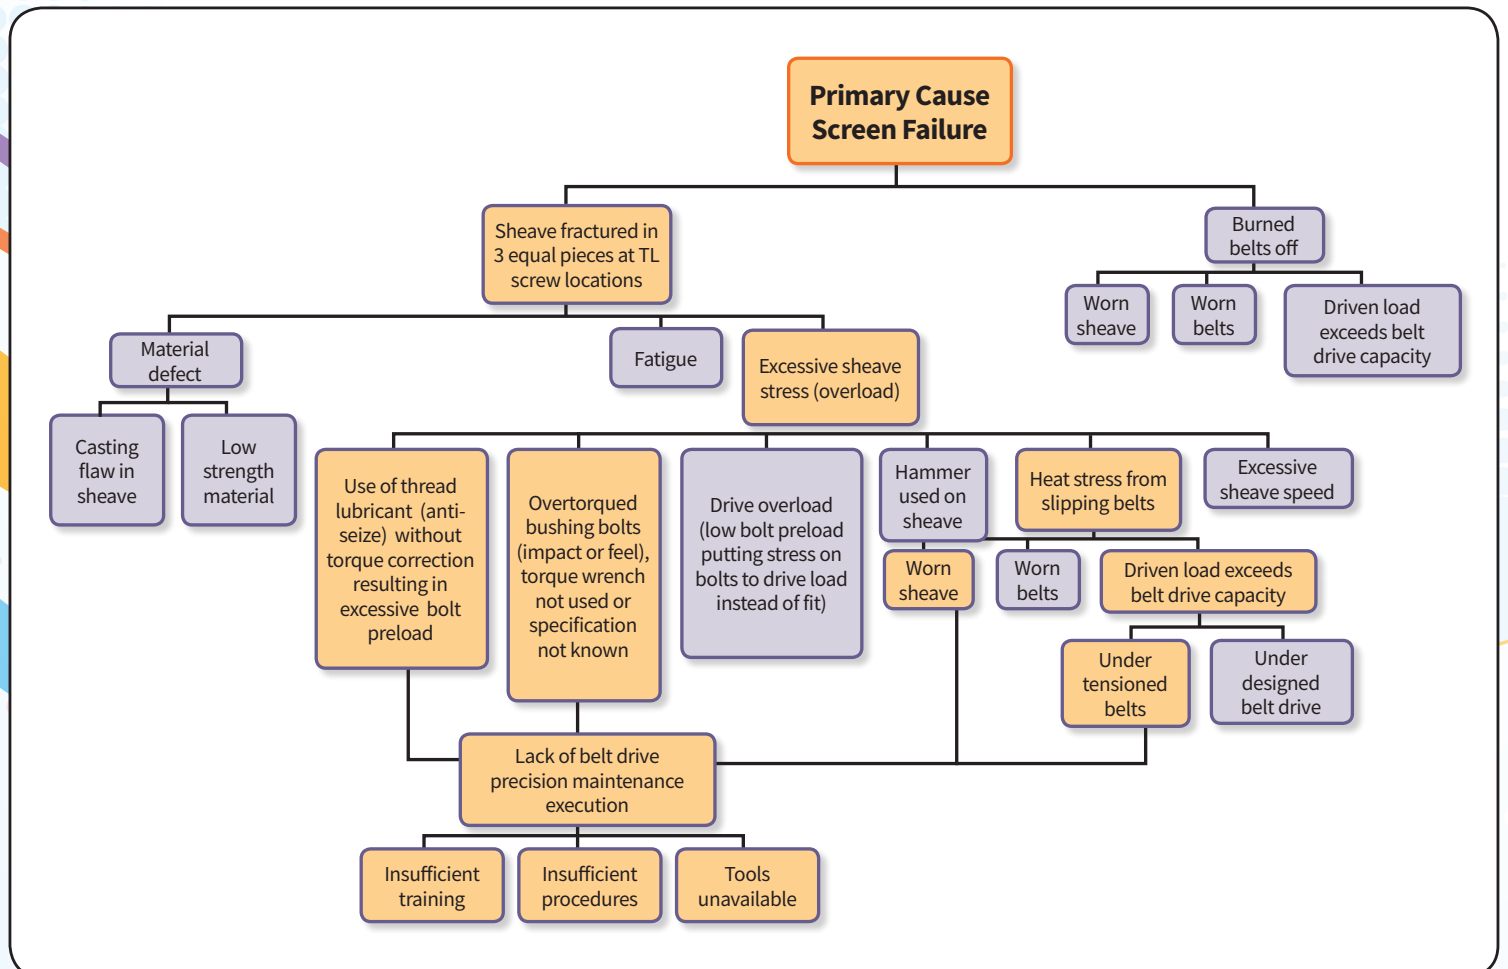 Primary Cause
Screen Failure
Sheave fractured in
3 equal pieces at TL
screw locations
Burned
belts off
Worn
sheave
Worn
belts
Driven load
exceeds belt
drive capacity
Material
defect
Fatigue
Excessive sheave
stress (overload)
Casting
flaw in
sheave
Low
strength
material
Use of thread
lubricant (anti-
seize) without
torque correction
resulting in
excessive bolt
preload
Overtorqued
bushing bolts
(impact or feel),
torque wrench
not used or
specification
not known
Drive overload
(low bolt preload
putting stress on
bolts to drive load
instead of fit)
Hammer
used on
sheave
Heat stress from
slipping belts
Excessive
sheave speed
Worn
sheave
Worn
belts
Driven load exceeds
belt drive capacity
Under
tensioned
belts
Under
designed
belt drive
Lack of belt drive
precision maintenance
execution
Insufficient
training
Insufficient
procedures
Tools
unavailable